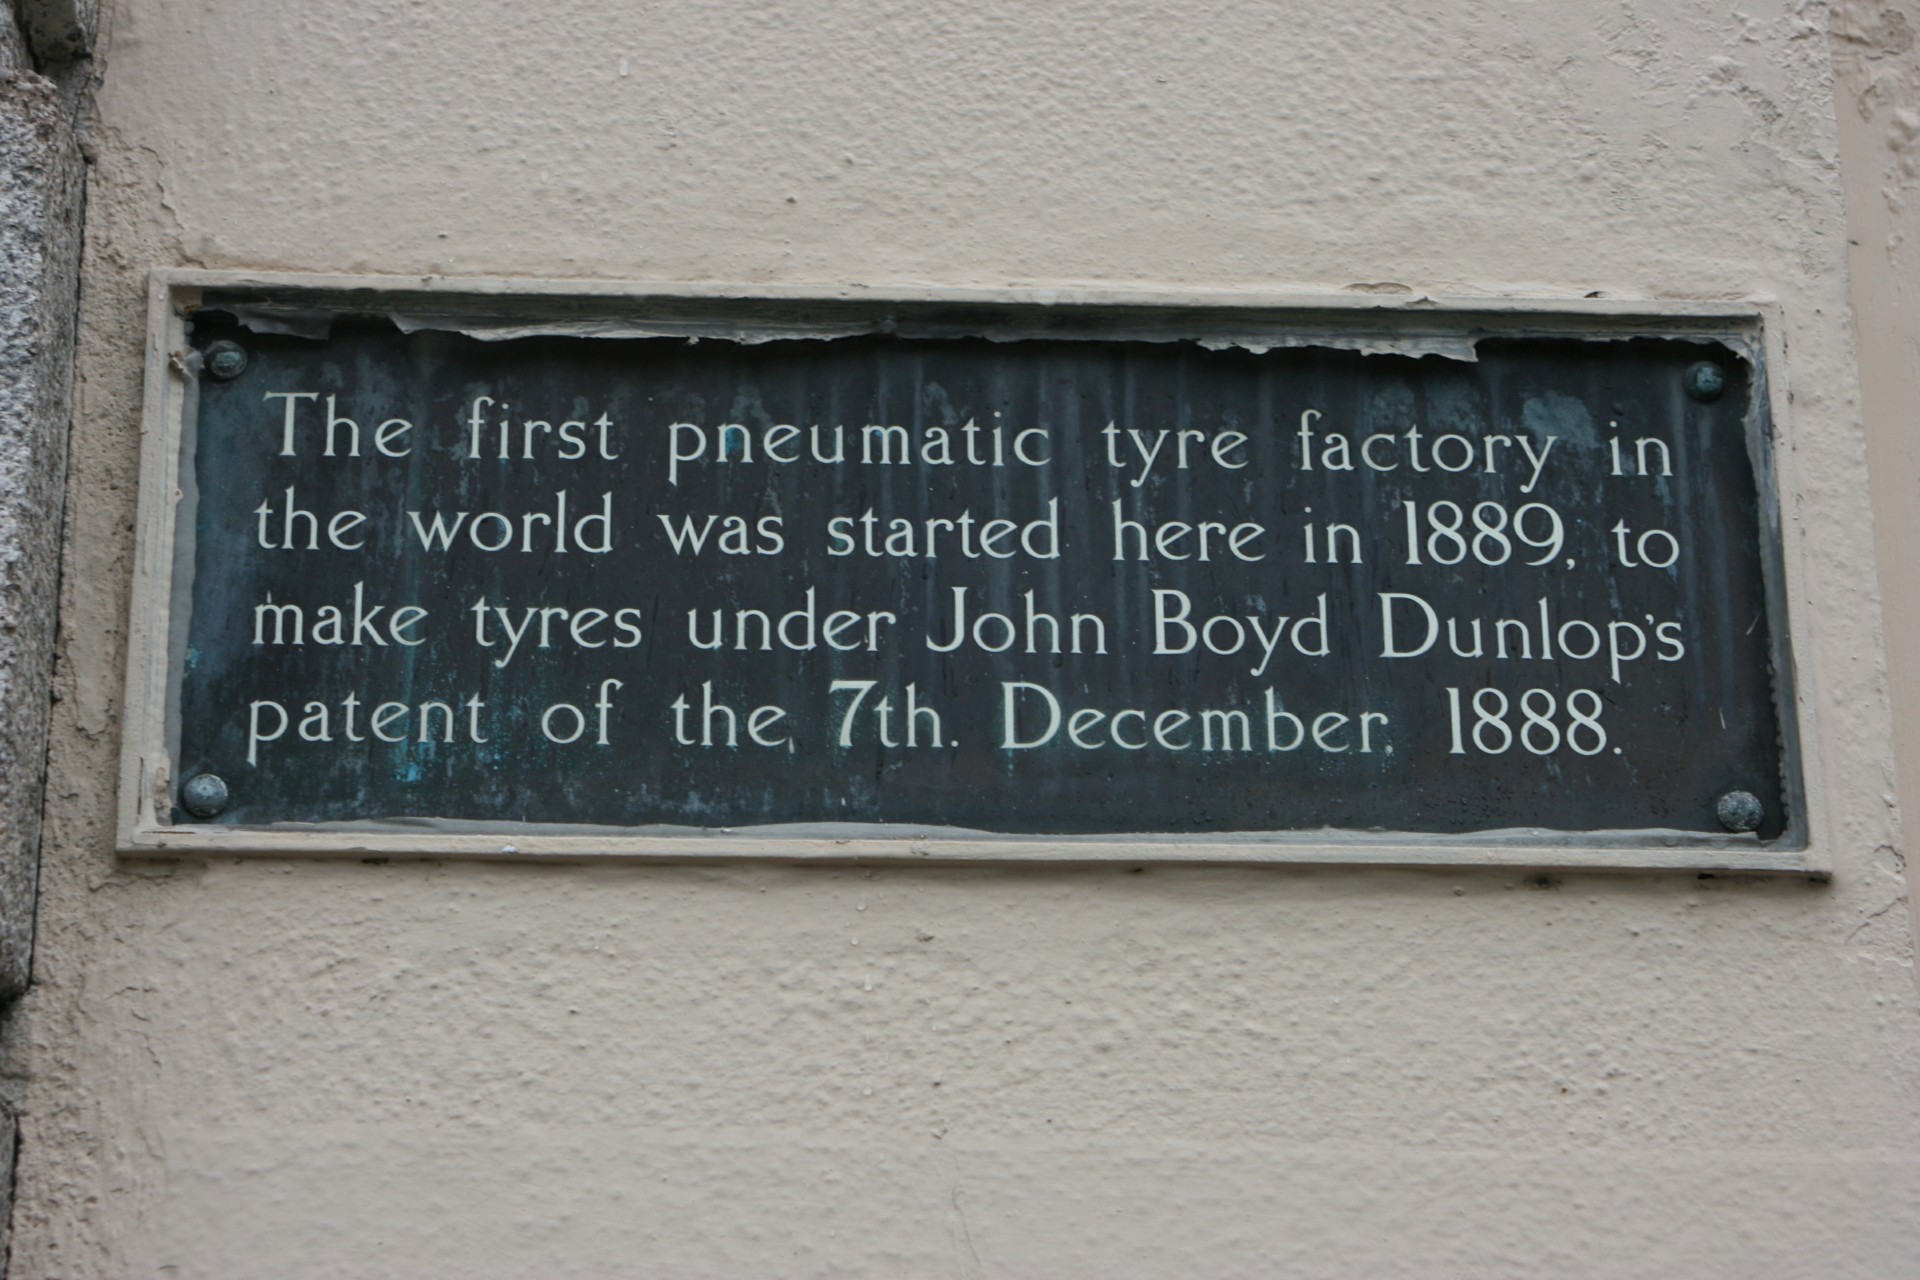 The first pneumatic tyre factory in
the world was started here in 1889, to
make tyres under John Boyd Dunlop's
patent of the 7th. December, 1888.